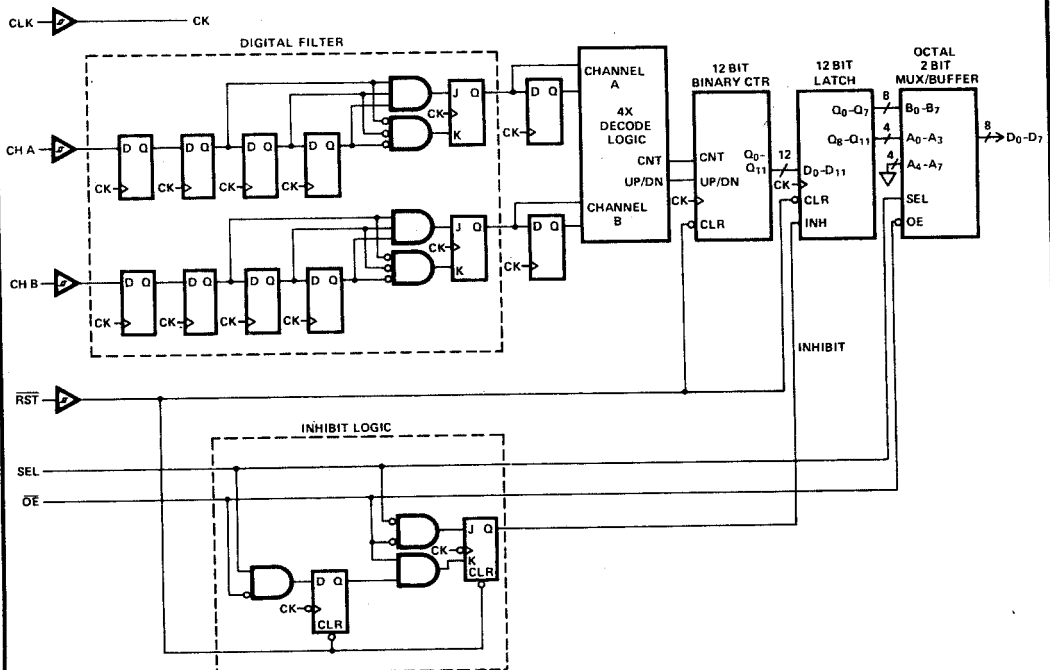 CLK
CK
DIGITAL FILTER
CH A
D Q
D Q
D Q
D Q
CK
CK
CK
CK
J Q
CK
K
D Q
CK
CHANNEL
A
4X
DECODE
LOGIC
CNT
UP/DN
CHANNEL
B
12 BIT
BINARY CTR
CNT
UP/DN
CK
CLR
Q0-
Q11
12
12 BIT
LATCH
Q0-Q7
Q8-Q11
D0-D11
CK
CLR
INH
8
4
4
OCTAL
2 BIT
MUX/BUFFER
B0-B7
A0-A3
A4-A7
SEL
OE
8
D0-D7
CH B
D Q
D Q
D Q
D Q
CK
CK
CK
CK
J Q
CK
K
D Q
CK
INHIBIT
R̅S̅T̅
INHIBIT LOGIC
SEL
O̅E̅
J Q
CK
K
CLR
D Q
CK
CLR